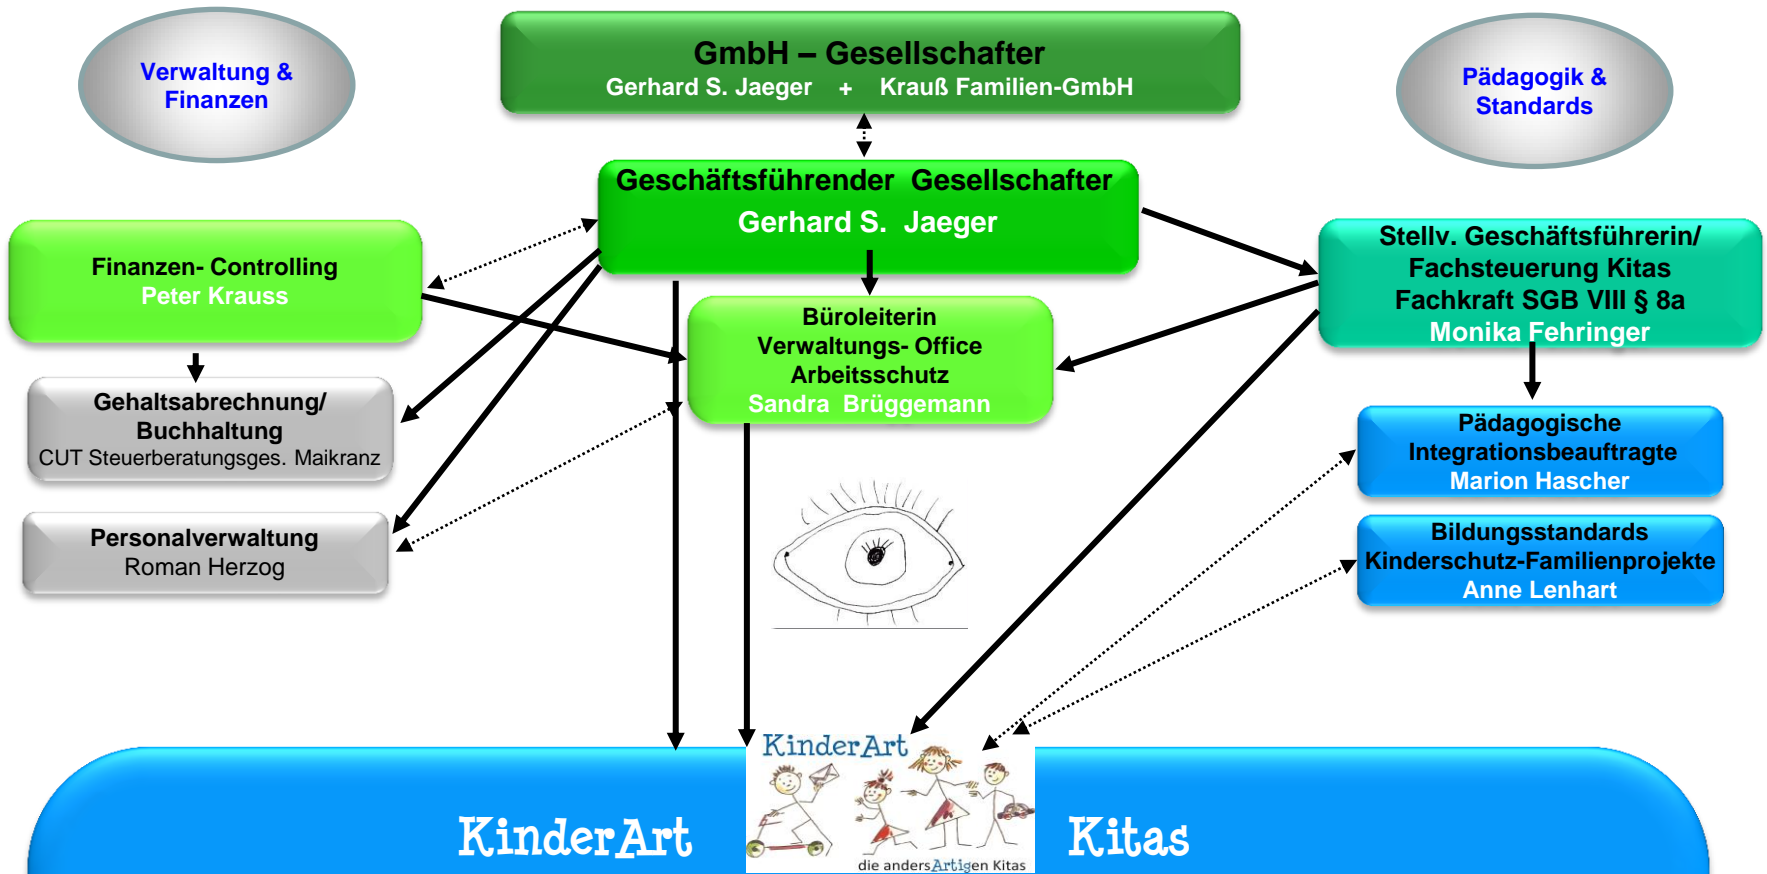 Verwaltung &
Finanzen
GmbH – Gesellschafter
Gerhard S. Jaeger + Krauß Familien-GmbH
Pädagogik &
Standards
Geschäftsführender Gesellschafter
Gerhard S. Jaeger
Finanzen- Controlling
Peter Krauss
Stellv. Geschäftsführerin/
Fachsteuerung Kitas
Fachkraft SGB VIII § 8a
Monika Fehringer
Büroleiterin
Verwaltungs- Office
Arbeitsschutz
Sandra Brüggemann
Gehaltsabrechnung/
Buchhaltung
CUT Steuerberatungsges. Maikranz
Pädagogische
Integrationsbeauftragte
Marion Hascher
Personalverwaltung
Roman Herzog
Bildungsstandards
Kinderschutz-Familienprojekte
Anne Lenhart
KinderArt
KinderArt Kitas
die andersArtigen Kitas